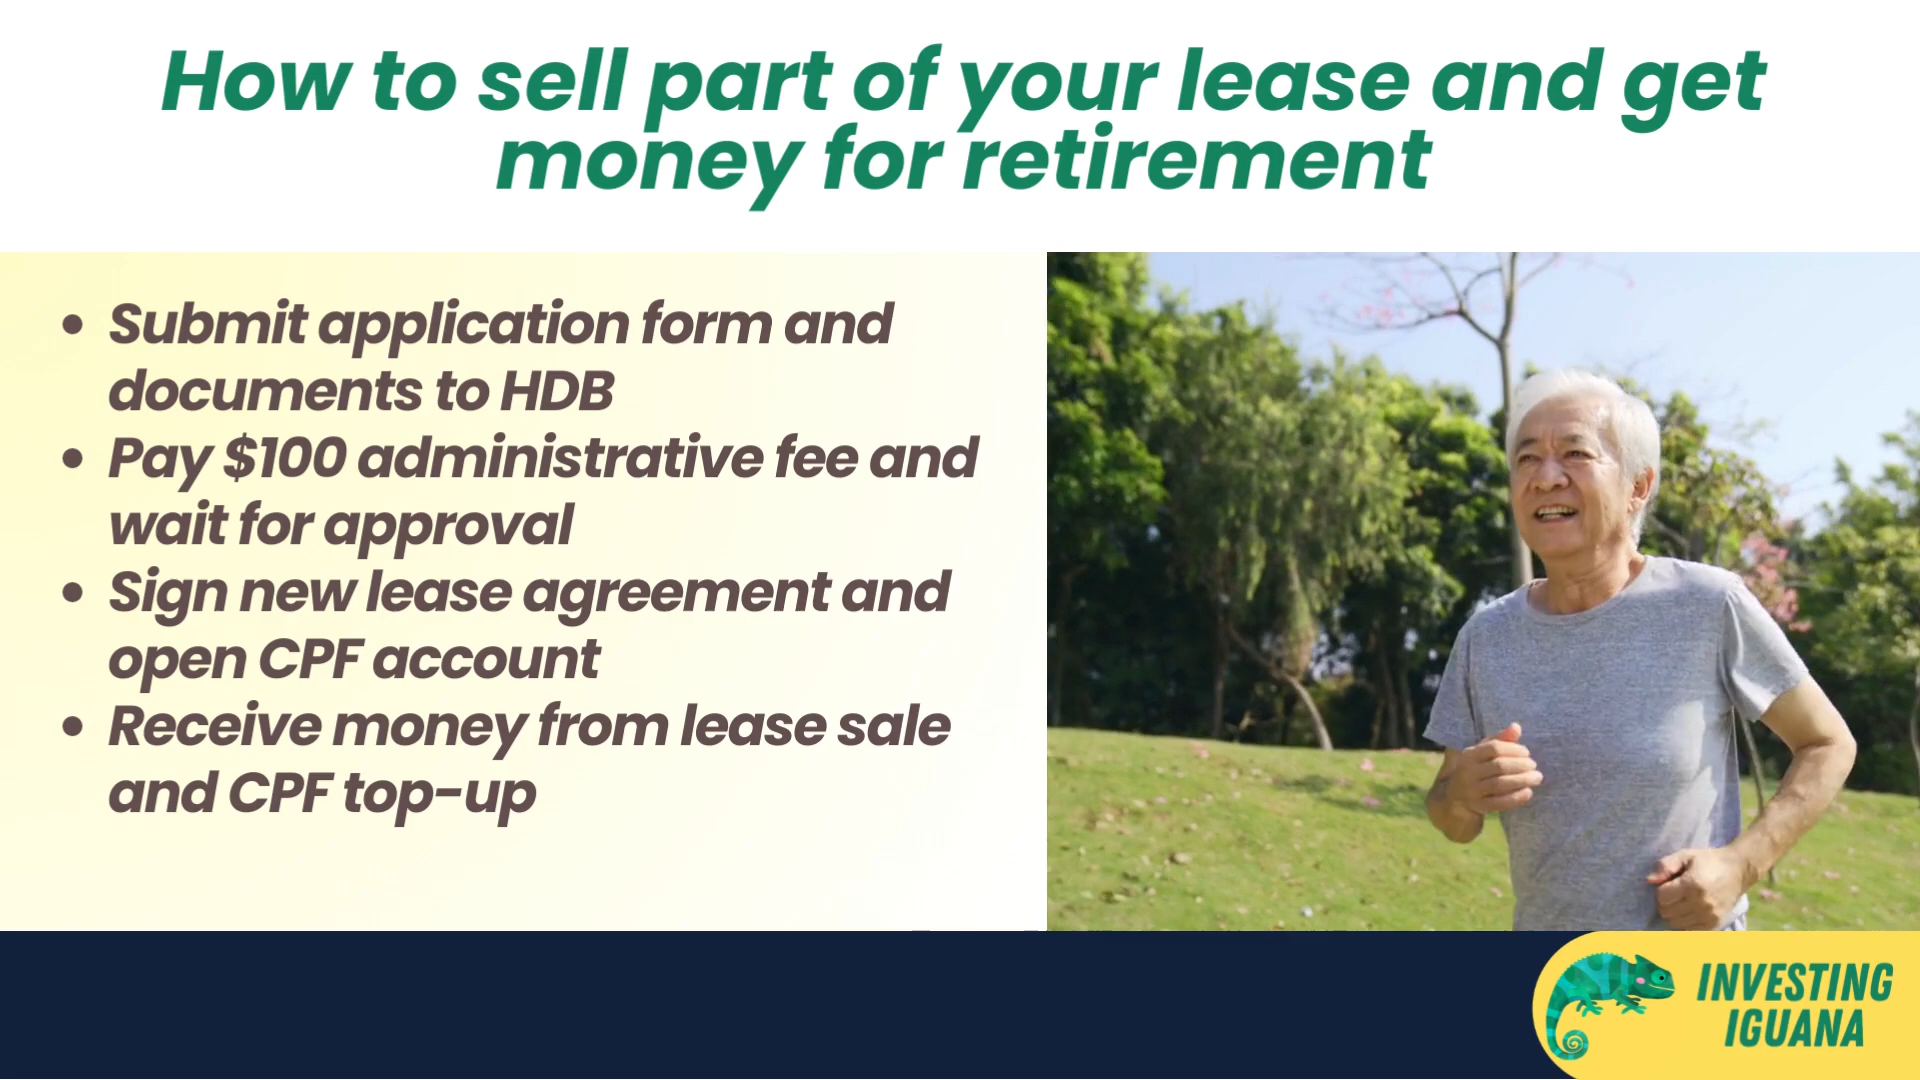 How to sell part of your lease and get
money for retirement
• Submit application form and
documents to HDB
• Pay $100 administrative fee and
wait for approval
• Sign new lease agreement and
open CPF account
• Receive money from lease sale
and CPF top-up
INVESTING
IGUANA